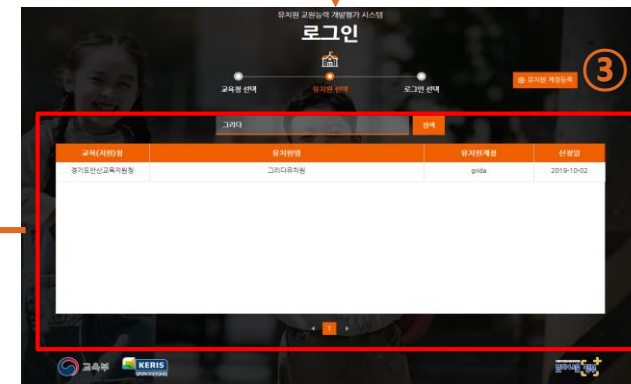 유치원 교원능력 개발평가 시스템
로그인
교육청 선택
유치원 선택
로그인 선택
유치원 계정등록
③
그리다
검색
교육(지원)청 유치원명 유치원계정 신청일
경기도안산교육지원청 그리다유치원 grida 2019-10-02
1
교육부 KERIS